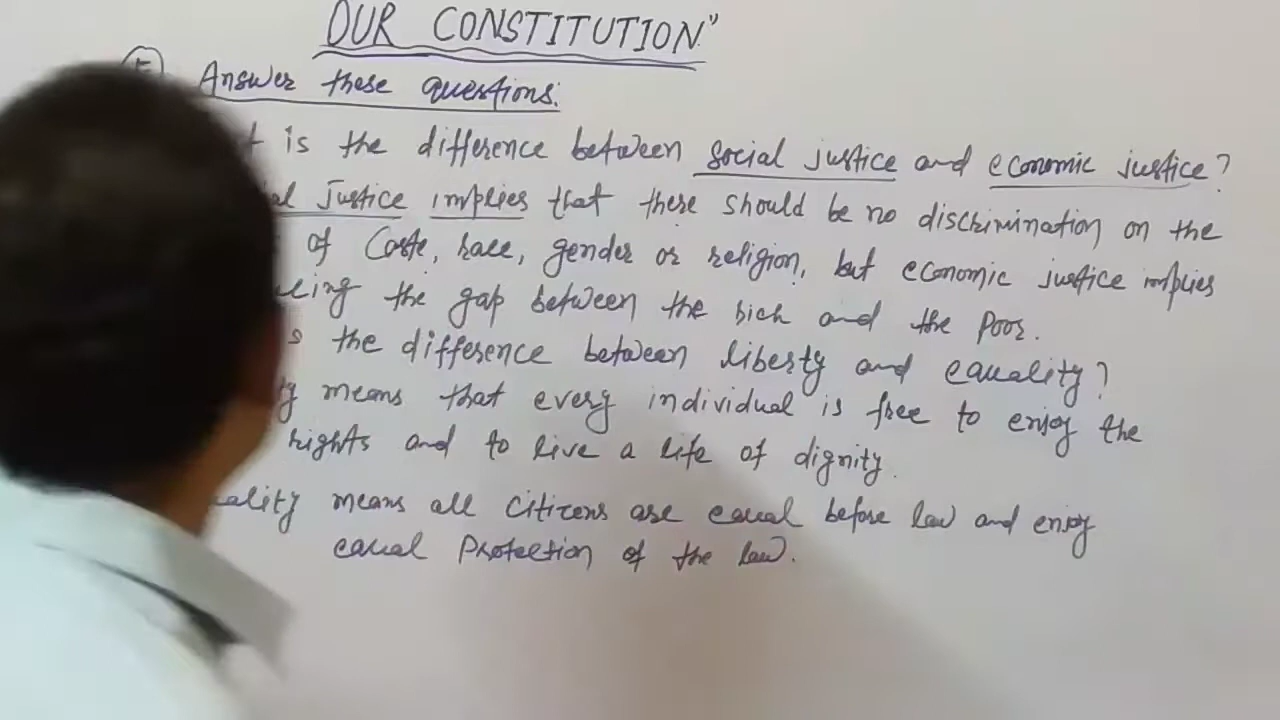 OUR CONSTITUTION"
E Answer these questions:
is the difference between social justice and economic justice?
Justice implies that there should be no discrimination on the
of Caste, race, gender or religion, but economic justice implies
the gap between the rich and the Poor.
the difference between liberty and equality?
means that every individual is free to enjoy the
rights and to live a life of dignity.
means all citizens are equal before law and enjoy
equal Protection of the law.